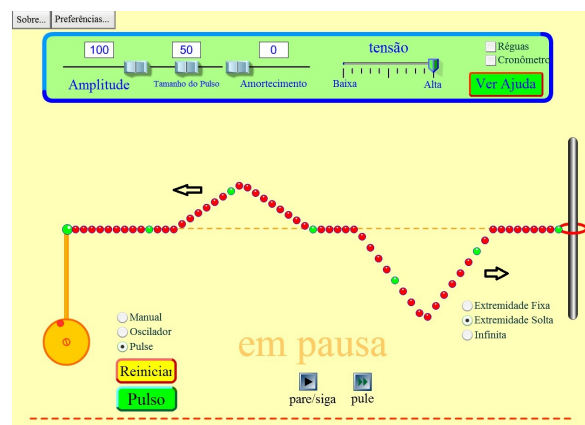 Sobre... Preferências...
100 50 0 tensão Réguas
Cronômetro
Amplitude Tamanho do Pulso Amortecimento Baixa Alta Ver Ajuda
Manual
Oscilador
Pulse
Reiniciar
Pulso
em pausa
pare/siga pule
Extremidade Fixa
Extremidade Solta
Infinita